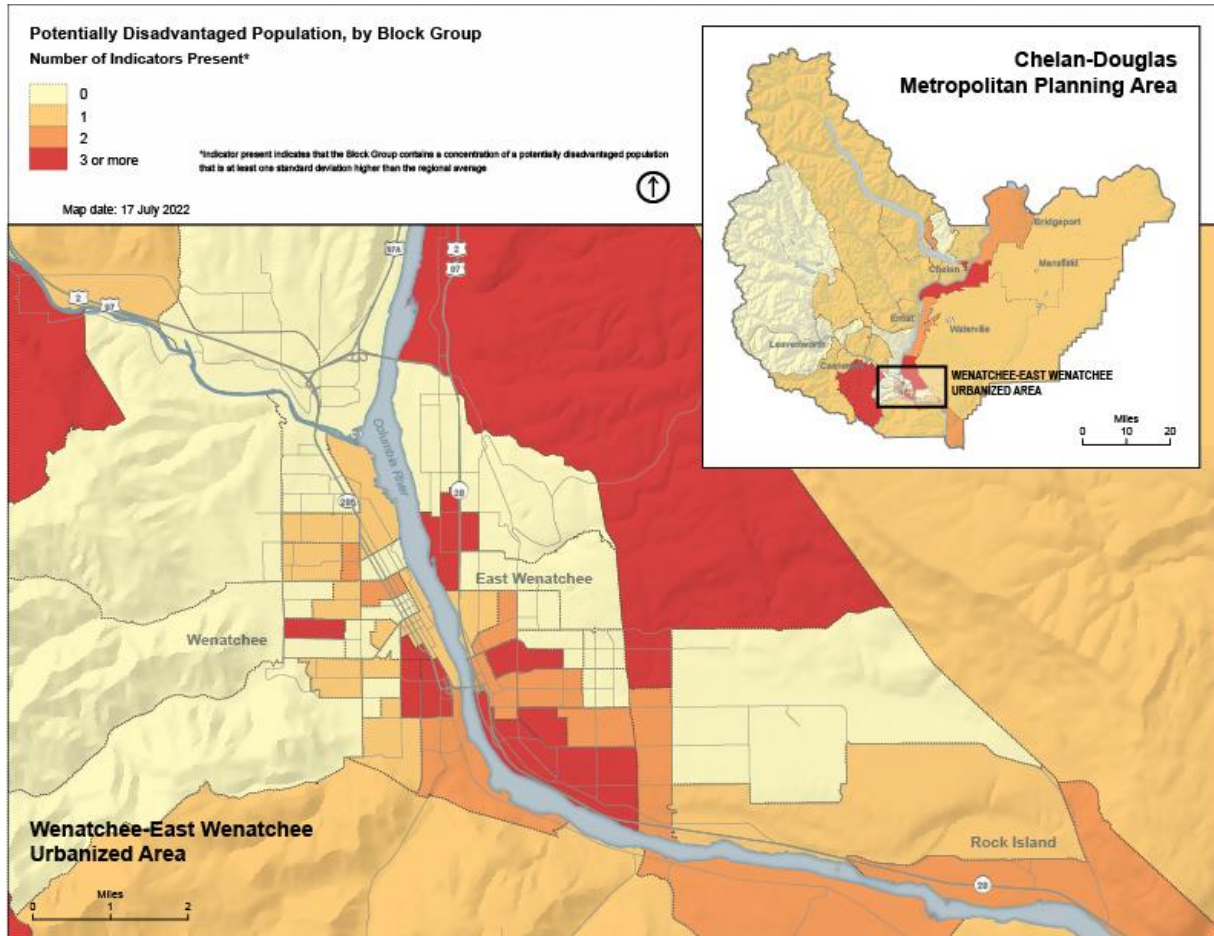 Potentially Disadvantaged Population, by Block Group
Number of Indicators Present*
0
1
2
3 or more
*Indicator present indicates that the Block Group contains a concentration of a potentially disadvantaged population
that is at least one standard deviation higher than the regional average
Map date: 17 July 2022
Chelan-Douglas
Metropolitan Planning Area
Bridgeport
Mansfield
Chelan
Entiat
Waterville
Leavenworth
Cashmere
WENATCHEE-EAST WENATCHEE
URBANIZED AREA
Miles
0 10 20
97A
2
97
2
97
Columbia River
285
28
East Wenatchee
Wenatchee
Rock Island
28
Wenatchee-East Wenatchee
Urbanized Area
Miles
0 1 2